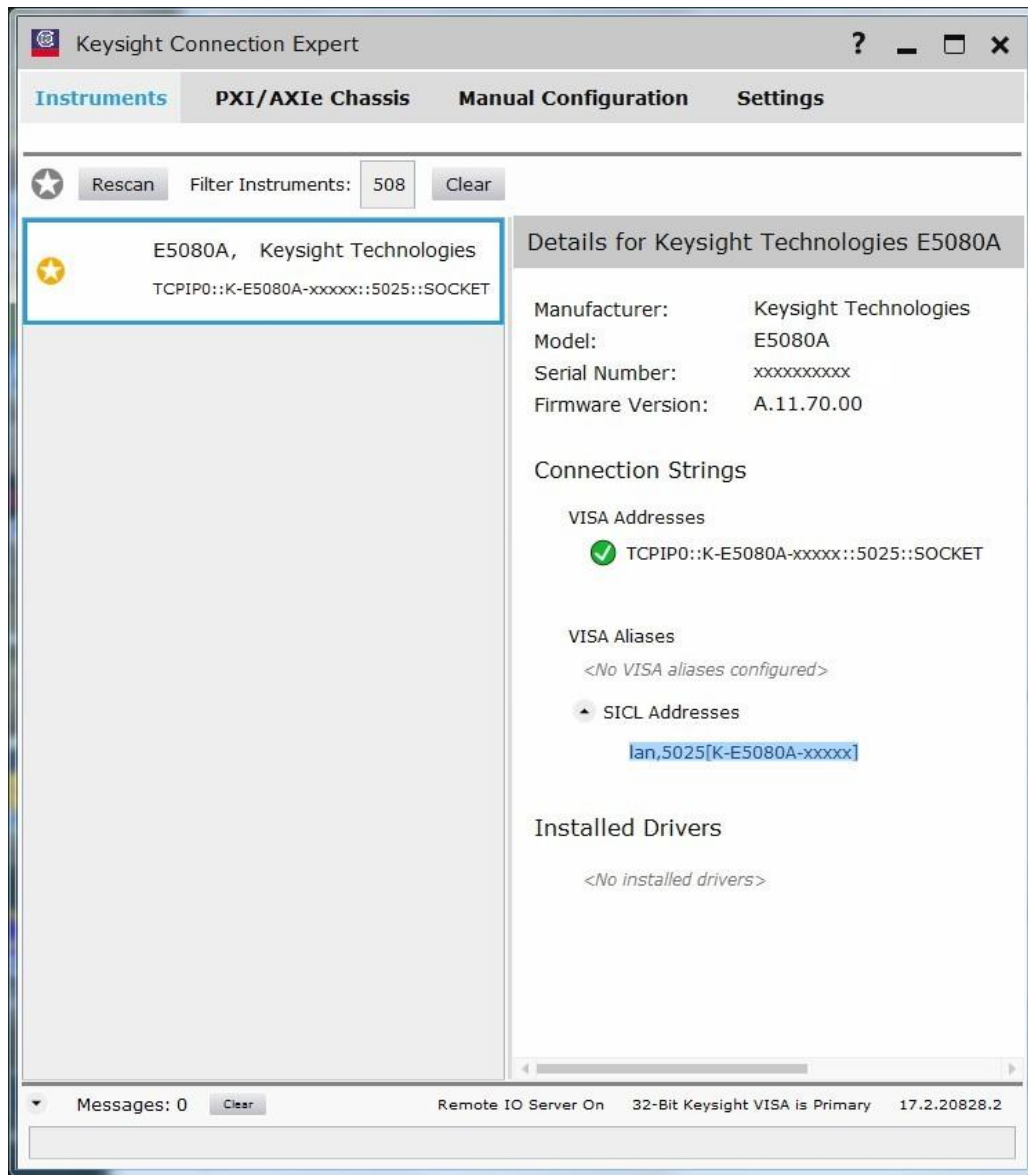 Keysight Connection Expert
Instruments PXI/AXIe Chassis Manual Configuration Settings
Rescan Filter Instruments: 508 Clear
E5080A, Keysight Technologies
TCPIP0::K-E5080A-xxxxx::5025::SOCKET
Details for Keysight Technologies E5080A
Manufacturer: Keysight Technologies
Model: E5080A
Serial Number: xxxxxxxxxx
Firmware Version: A.11.70.00
Connection Strings
VISA Addresses
TCPIP0::K-E5080A-xxxxx::5025::SOCKET
VISA Aliases
<No VISA aliases configured>
SICL Addresses
lan,5025[K-E5080A-xxxxx]
Installed Drivers
<No installed drivers>
Messages: 0 Clear Remote IO Server On 32-Bit Keysight VISA is Primary 17.2.20828.2